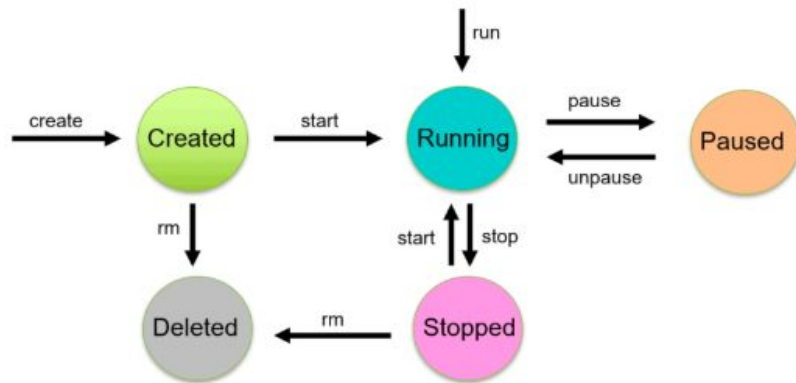 run
create
Created
start
Running
pause
unpause
Paused
rm
start
stop
Deleted
rm
Stopped